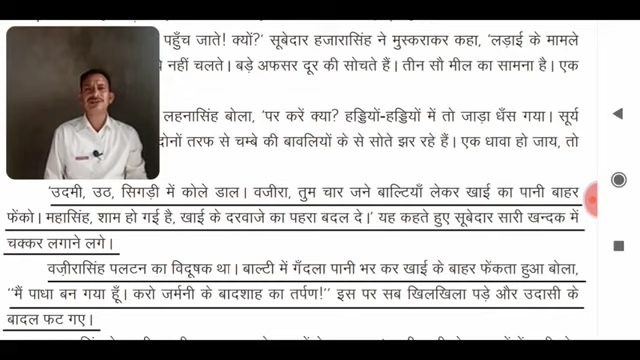 पहुँच जाते! क्यों?' सूबेदार हजारासिंह ने मुस्कराकर कहा, 'लड़ाई के मामले
नहीं चलते। बड़े अफसर दूर की सोचते हैं। तीन सौ मील का सामना है। एक
लहनासिंह बोला, 'पर करें क्या? हड्डियों-हड्डियों में तो जाड़ा धँस गया। सूर्य
दोनों तरफ से चम्बे की बावलियों के से सोते झर रहे हैं। एक धावा हो जाय, तो
'उदमी, उठ, सिगड़ी में कोले डाल। वजीरा, तुम चार जने बाल्टियाँ लेकर खाई का पानी बाहर
फेंको। महासिंह, शाम हो गई है, खाई के दरवाजे का पहरा बदल दे।' यह कहते हुए सूबेदार सारी खन्दक में
चक्कर लगाने लगे।
वज़ीरासिंह पलटन का विदूषक था। बाल्टी में गँदला पानी भर कर खाई के बाहर फेंकता हुआ बोला,
"मैं पाधा बन गया हूँ। करो जर्मनी के बादशाह का तर्पण!" इस पर सब खिलखिला पड़े और उदासी के
बादल फट गए।